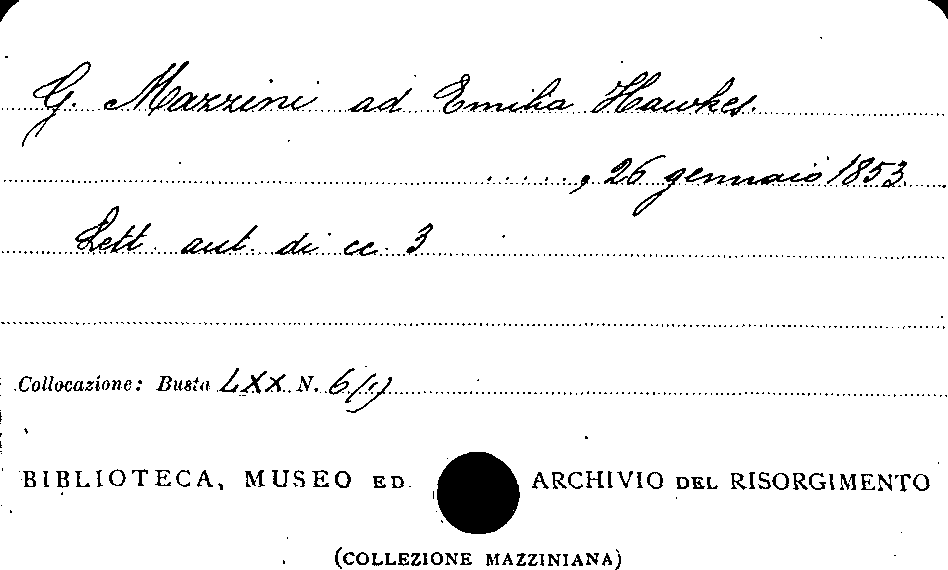 G. Mazzini ad Emilia Hawkes.
....., 26 gennaio 1853
Lett. aut. di cc. 3
Collocazione: Busta LXX N. 6/(1)
BIBLIOTECA, MUSEO ED ARCHIVIO DEL RISORGIMENTO
(COLLEZIONE MAZZINIANA)